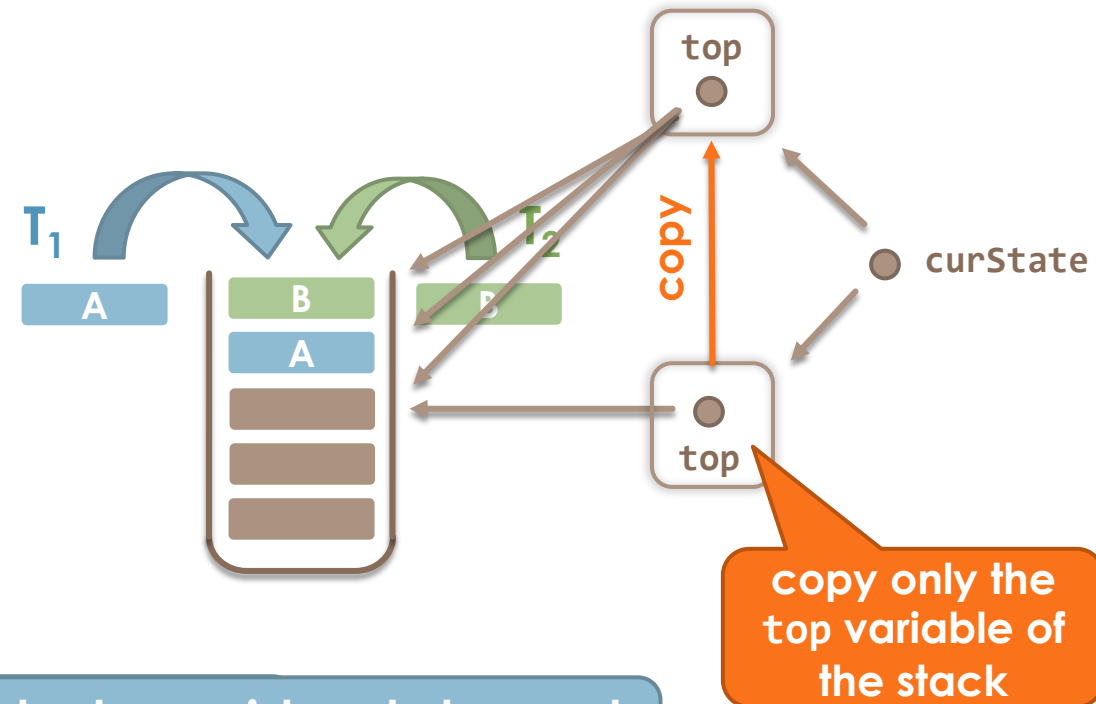 top
T1
T2
copy
curState
A
B
B
A
top
copy only the
top variable of
the stack